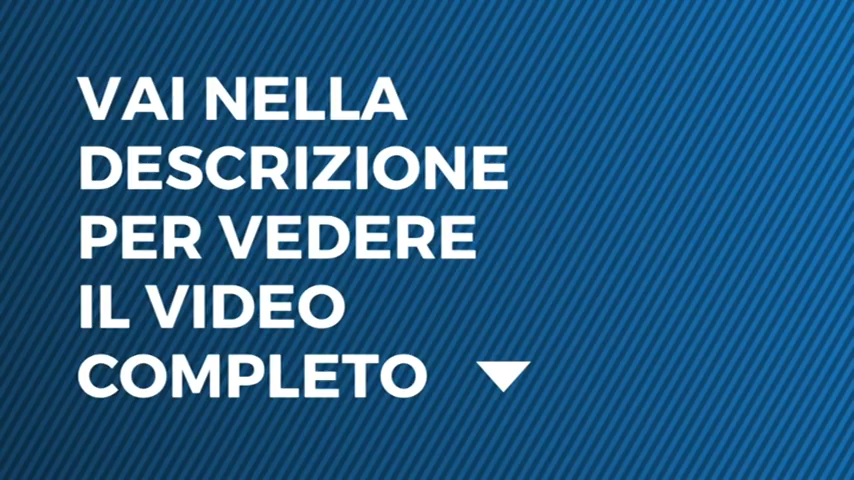 VAI NELLA
DESCRIZIONE
PER VEDERE
IL VIDEO
COMPLETO